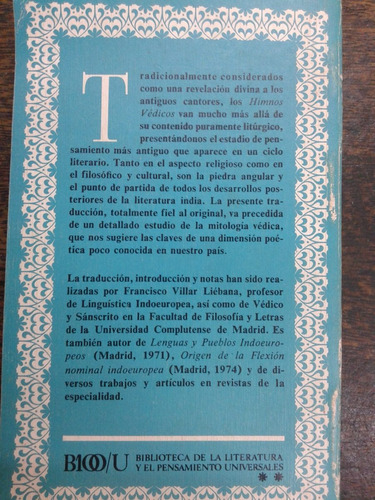 Tradicionalmente considerados
como una revelación divina a los
antiguos cantores, los Himnos
Védicos van mucho más allá de
su contenido puramente litúrgico,
presentándonos el estadio de pen-
samiento más antiguo que aparece en un ciclo
literario. Tanto en el aspecto religioso como en
el filosófico y cultural, son la piedra angular y
el punto de partida de todos los desarrollos pos-
teriores de la literatura india. La presente tra-
ducción, totalmente fiel al original, va precedida
de un detallado estudio de la mitología védica,
que nos sugiere las claves de una dimensión poé-
tica poco conocida en nuestro país.
La traducción, introducción y notas han sido rea-
lizadas por Francisco Villar Liébana, profesor
de Lingüística Indoeuropea, así como de Védico
y Sánscrito en la Facultad de Filosofía y Letras
de la Universidad Complutense de Madrid. Es
también autor de Lenguas y Pueblos Indoeuro-
peos (Madrid, 1971), Origen de la Flexión
nominal indoeuropea (Madrid, 1974) y de di-
versos trabajos y artículos en revistas de la
especialidad.
B100/U BIBLIOTECA DE LA LITERATURA
Y EL PENSAMIENTO UNIVERSALES
**